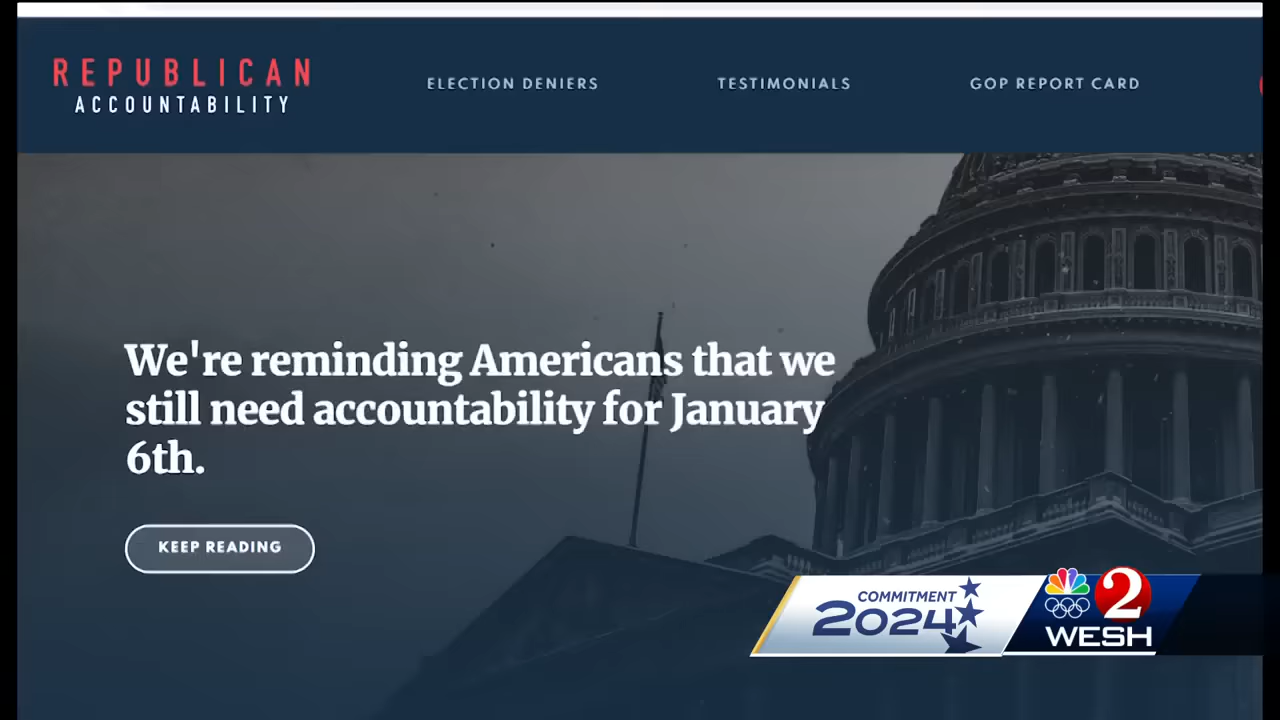 REPUBLICAN
ACCOUNTABILITY
ELECTION DENIERS
TESTIMONIALS
GOP REPORT CARD
We're reminding Americans that we
still need accountability for January
6th.
KEEP READING
COMMITMENT
2024
2
WESH